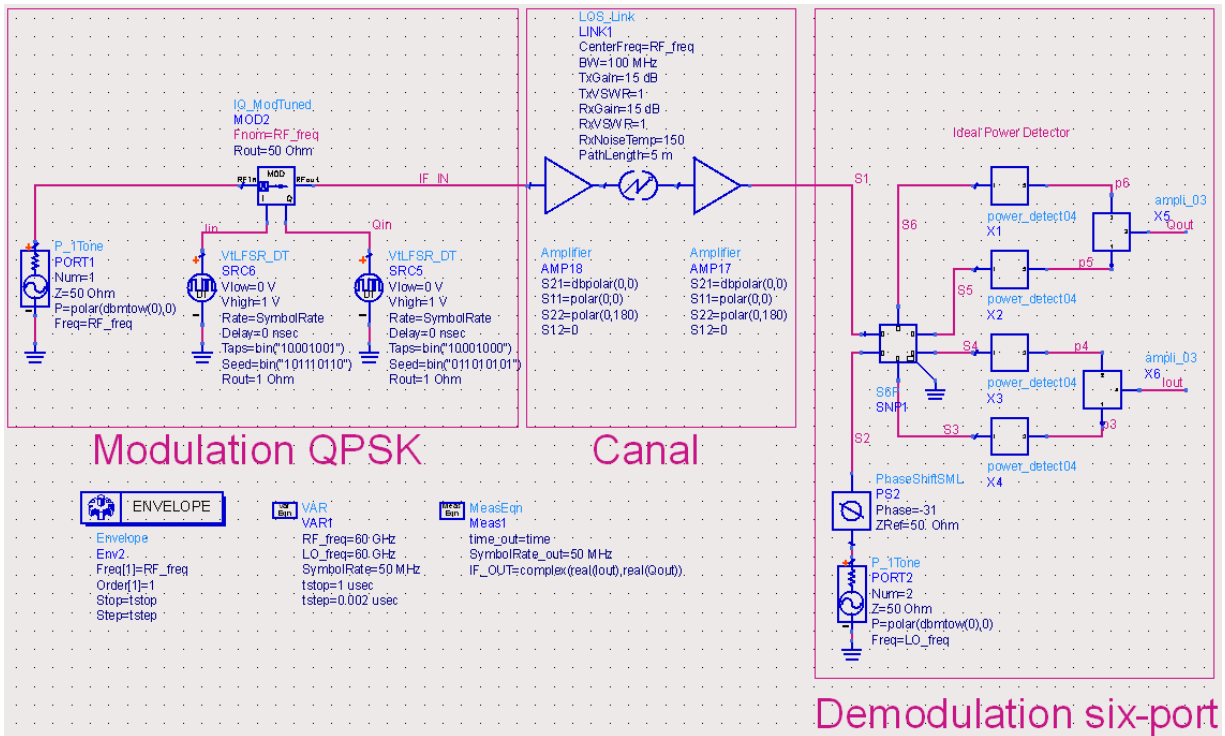 IQ_ModTuned
MOD2
Fnom=RF_freq
Rout=50 Ohm
MOD
RFin
RFout
I
Q
IF_IN
Iin
Qin
P_1Tone
PORT1
Num=1
Z=50 Ohm
P=polar(dbmtow(0),0)
Freq=RF_freq
VtLFSR_DT
SRC6
Vlow=0 V
Vhigh=1 V
Rate=SymbolRate
Delay=0 nsec
Taps=bin("10001001")
Seed=bin("101110110")
Rout=1 Ohm
VtLFSR_DT
SRC5
Vlow=0 V
Vhigh=1 V
Rate=SymbolRate
Delay=0 nsec
Taps=bin("10001000")
Seed=bin("011010101")
Rout=1 Ohm
Modulation QPSK
LOS_Link
LINK1
CenterFreq=RF_freq
BW=100 MHz
TxGain=15 dB
TxVSWR=1
RxGain=15 dB
RxVSWR=1
RxNoiseTemp=150
PathLength=5 m
Amplifier
AMP18
S21=dbpolar(0,0)
S11=polar(0,0)
S22=polar(0,180)
S12=0
Amplifier
AMP17
S21=dbpolar(0,0)
S11=polar(0,0)
S22=polar(0,180)
S12=0
Canal
Ideal Power Detector
S1
S6
p6
power_detect04
X1
ampli_03
X5
Qout
p5
S5
power_detect04
X2
S4
p4
power_detect04
X3
ampli_03
X6
Iout
S6P
SNP1
S2
S3
p3
power_detect04
X4
PhaseShiftSML
PS2
Phase=-31
ZRef=50. Ohm
P_1Tone
PORT2
Num=2
Z=50 Ohm
P=polar(dbmtow(0),0)
Freq=LO_freq
Demodulation six-port
ENVELOPE
Envelope
Env2
Freq[1]=RF_freq
Order[1]=1
Stop=tstop
Step=tstep
Var
Eqn
VAR
VAR1
RF_freq=60 GHz
LO_freq=60 GHz
SymbolRate=50 MHz
tstop=1 usec
tstep=0.002 usec
Meas
Eqn
MeasEqn
Meas1
time_out=time
SymbolRate_out=50 MHz
IF_OUT=complex(real(Iout),real(Qout))